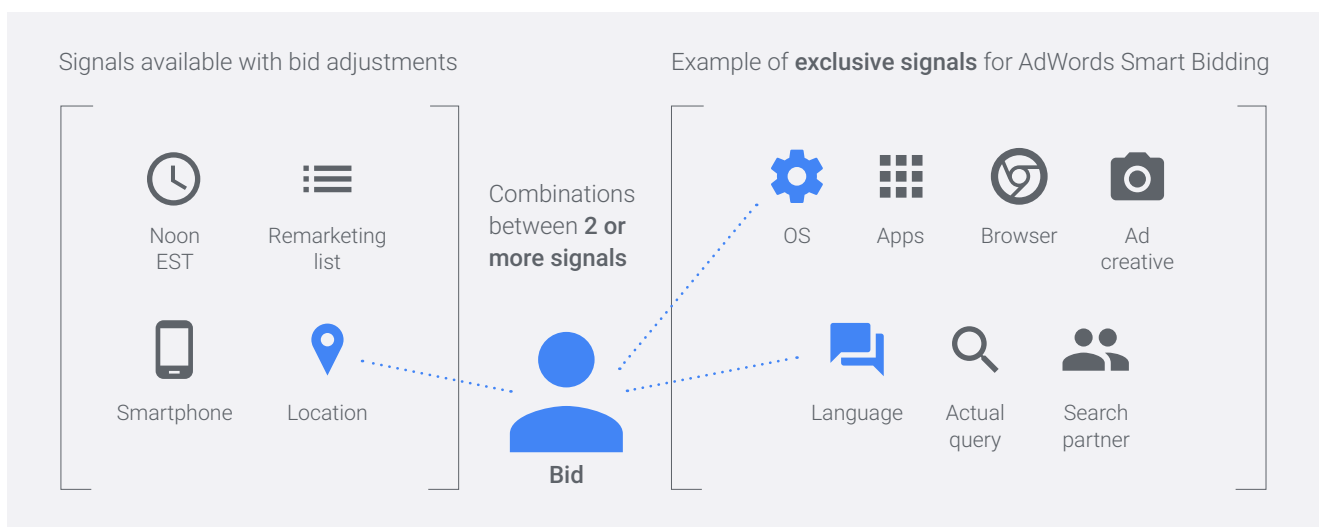 Signals available with bid adjustments
Example of exclusive signals for AdWords Smart Bidding
Noon
EST
Remarketing
list
Smartphone
Location
Combinations
between 2 or
more signals
Bid
OS
Apps
Browser
Ad
creative
Language
Actual
query
Search
partner